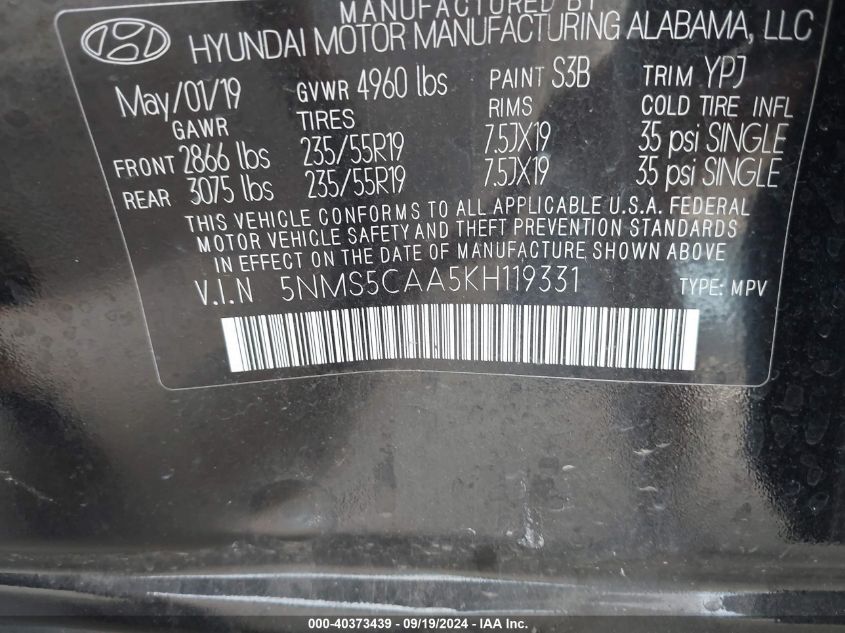 MANUFACTURED BY
HYUNDAI MOTOR MANUFACTURING ALABAMA, LLC
May/01/19 GVWR 4960 lbs PAINT S3B TRIM YPJ
GAWR TIRES RIMS COLD TIRE INFL
FRONT 2866 lbs 235/55R19 7.5JX19 35 psi SINGLE
REAR 3075 lbs 235/55R19 7.5JX19 35 psi SINGLE
THIS VEHICLE CONFORMS TO ALL APPLICABLE U.S.A. FEDERAL
MOTOR VEHICLE SAFETY AND THEFT PREVENTION STANDARDS
IN EFFECT ON THE DATE OF MANUFACTURE SHOWN ABOVE
V.I.N 5NMS5CAA5KH119331 TYPE: MPV
000-40373439 - 09/19/2024 - IAA Inc.